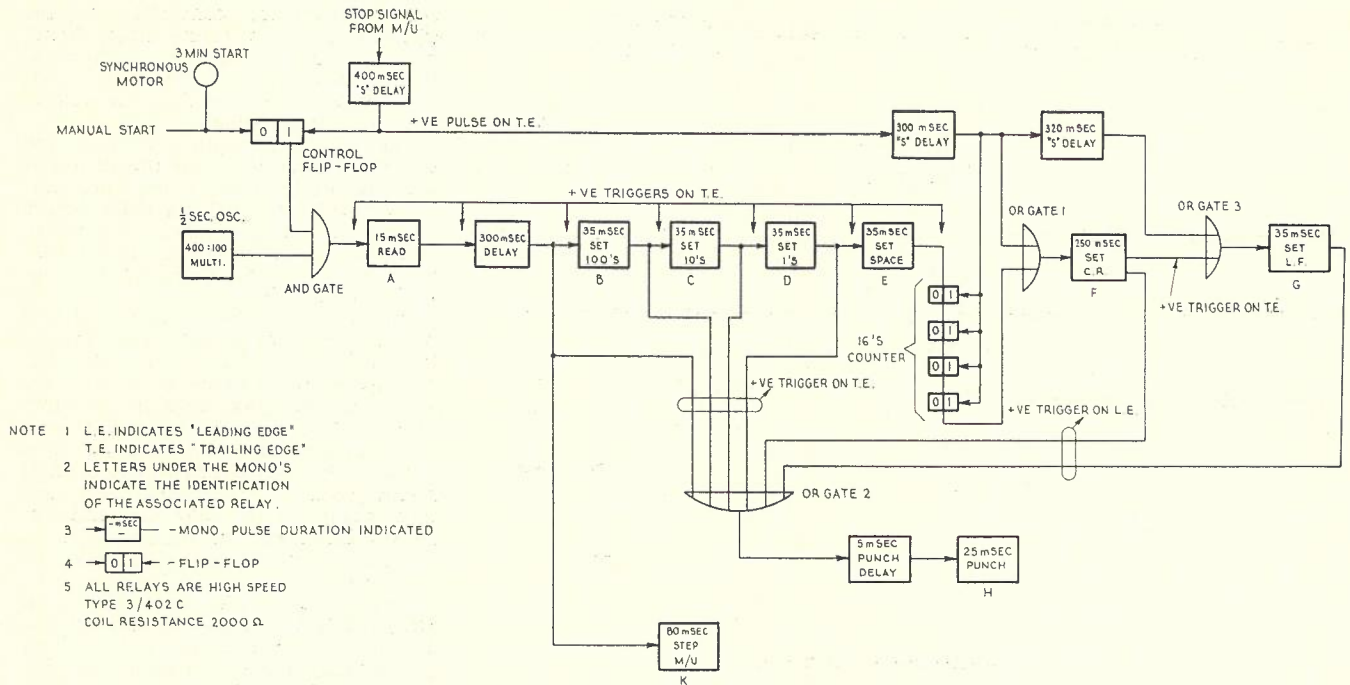 STOP SIGNAL
FROM M/U
3 MIN START
SYNCHRONOUS
MOTOR
400 mSEC
"S" DELAY
MANUAL START
0 1
+VE PULSE ON T.E.
300 mSEC
"S" DELAY
320 mSEC
"S" DELAY
CONTROL
FLIP-FLOP
+VE TRIGGERS ON T.E.
OR GATE 1
OR GATE 3
½ SEC. OSC.
400:100
MULTI.
AND GATE
15 mSEC
READ
A
300 mSEC
DELAY
35 mSEC
SET
100'S
B
35 mSEC
SET
10'S
C
35 mSEC
SET
1'S
D
35 mSEC
SET
SPACE
E
250 mSEC
SET
C.R.
F
35 mSEC
SET
L.F.
G
+VE TRIGGER ON T.E.
16'S
COUNTER
0 1
0 1
0 1
0 1
+VE TRIGGER ON T.E.
+VE TRIGGER ON L.E.
NOTE 1 L.E. INDICATES "LEADING EDGE"
T.E. INDICATES "TRAILING EDGE"
2 LETTERS UNDER THE MONO'S
INDICATE THE IDENTIFICATION
OF THE ASSOCIATED RELAY.
3 -mSEC - -MONO. PULSE DURATION INDICATED
4 0 1 -FLIP-FLOP
5 ALL RELAYS ARE HIGH SPEED
TYPE 3/402 C
COIL RESISTANCE 2000 Ω
OR GATE 2
5 mSEC
PUNCH
DELAY
25 mSEC
PUNCH
H
80 mSEC
STEP
M/U
K